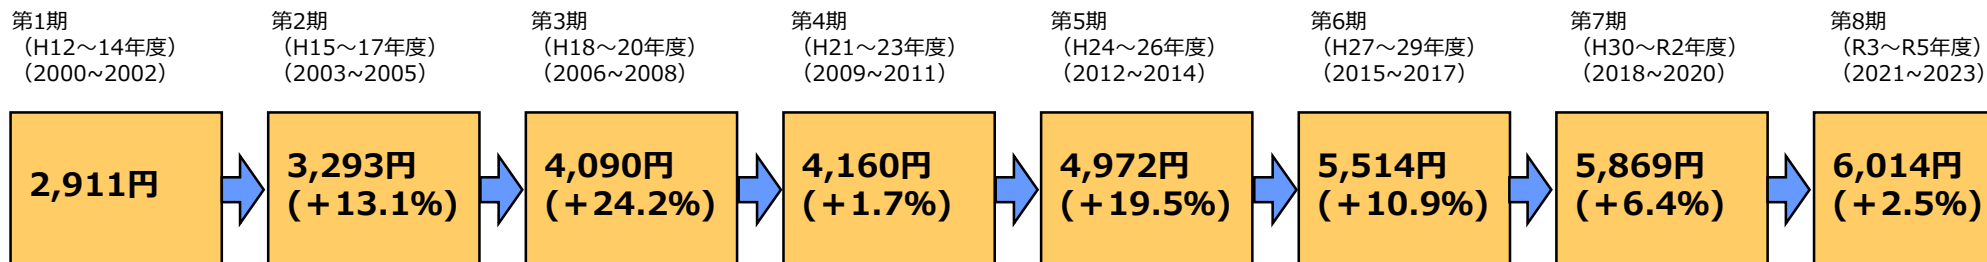 第1期
（H12～14年度）
（2000~2002）
2,911円
第2期
（H15～17年度）
（2003~2005）
3,293円
(＋13.1%)
第3期
（H18～20年度）
（2006~2008）
4,090円
(＋24.2%)
第4期
（H21～23年度）
（2009~2011）
4,160円
(＋1.7%)
第5期
（H24～26年度）
（2012~2014）
4,972円
(＋19.5%)
第6期
（H27～29年度）
（2015~2017）
5,514円
(＋10.9%)
第7期
（H30～R2年度）
（2018~2020）
5,869円
(＋6.4%)
第8期
（R3～R5年度）
（2021~2023）
6,014円
(＋2.5%)